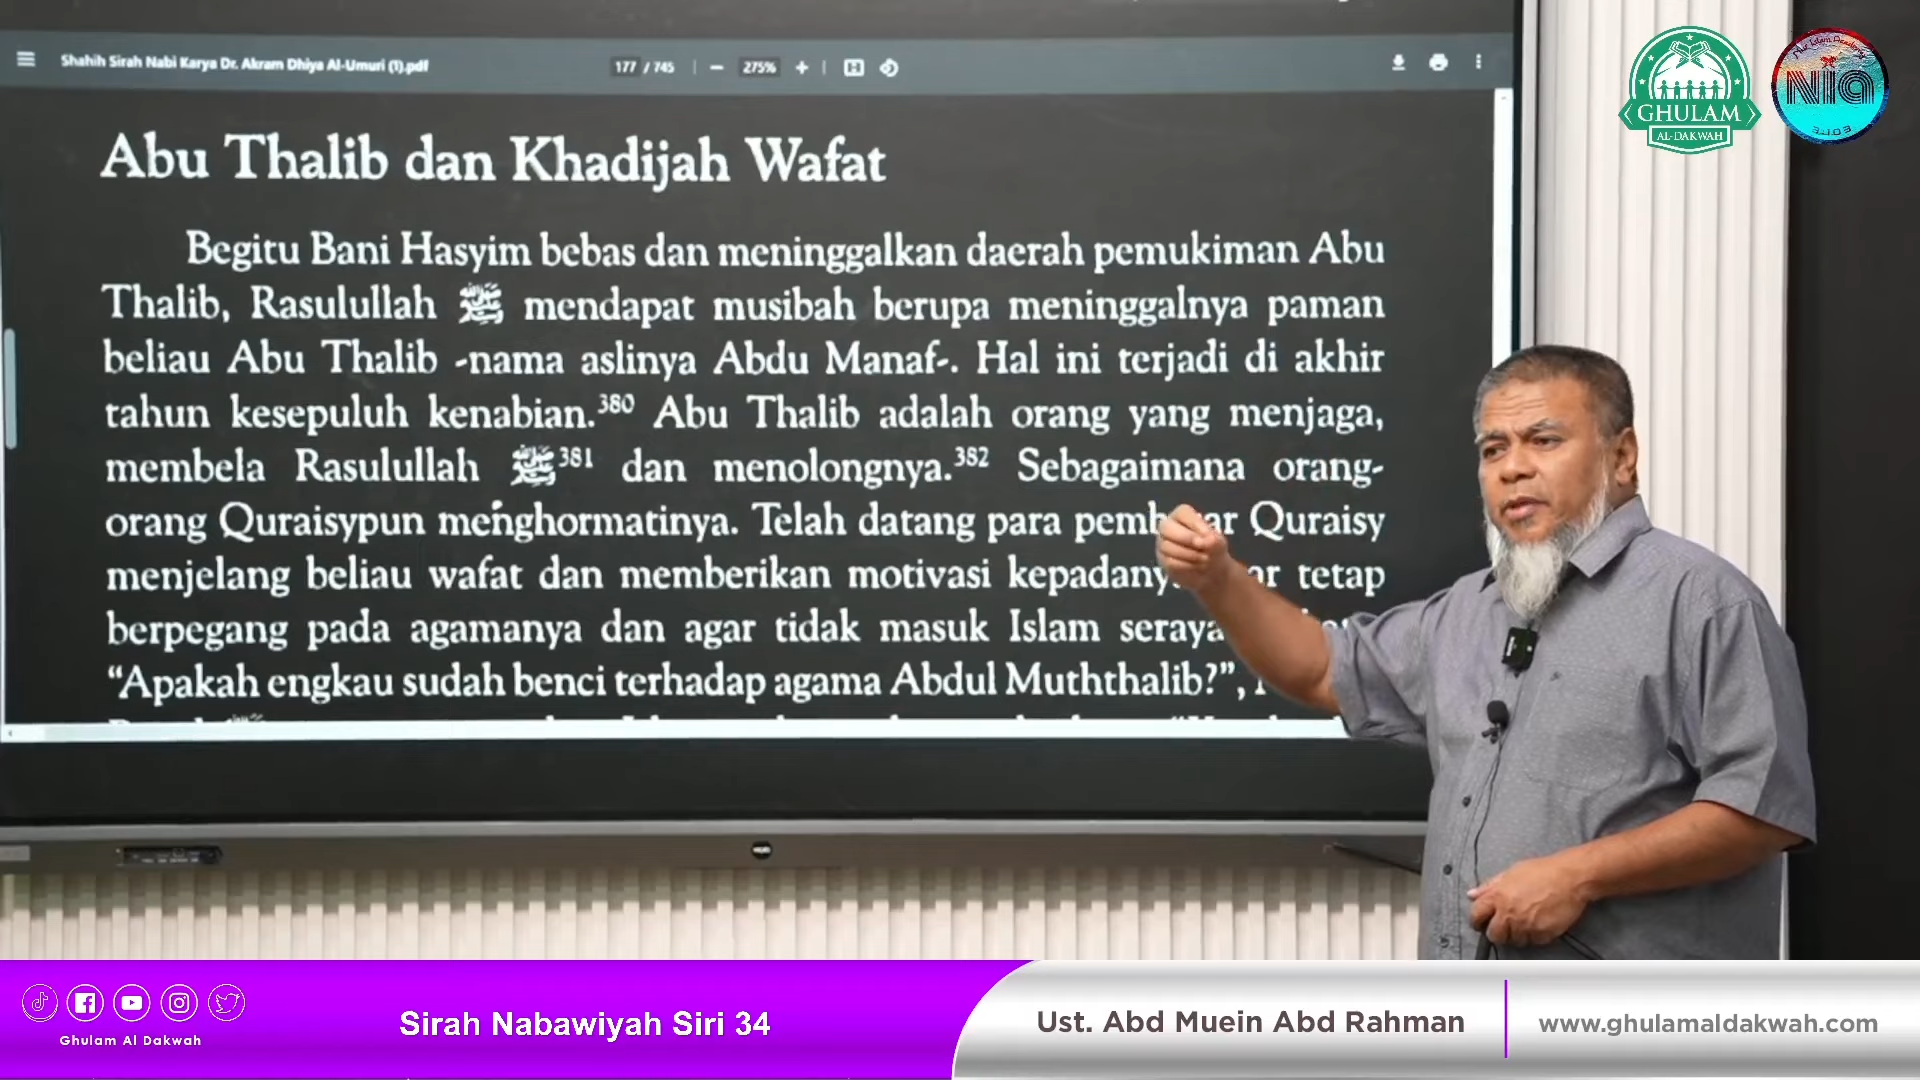 Shahih Sirah Nabi Karya Dr. Akram Dhiya Al-Umuri (1).pdf
177 / 745
275%
GHULAM
AL-DAKWAH
NIA
Abu Thalib dan Khadijah Wafat
Begitu Bani Hasyim bebas dan meninggalkan daerah pemukiman Abu
Thalib, Rasulullah ﷺ mendapat musibah berupa meninggalnya paman
beliau Abu Thalib -nama aslinya Abdu Manaf-. Hal ini terjadi di akhir
tahun kesepuluh kenabian.380 Abu Thalib adalah orang yang menjaga,
membela Rasulullah ﷺ381 dan menolongnya.382 Sebagaimana orang-
orang Quraisypun menghormatinya. Telah datang para Quraisy
menjelang beliau wafat dan memberikan motivasi tetap
berpegang pada agamanya dan agar tidak masuk Islam seraya
“Apakah engkau sudah benci terhadap agama Abdul Muththalib?”,
Ghulam Al Dakwah
Sirah Nabawiyah Siri 34
Ust. Abd Muein Abd Rahman
www.ghulamaldakwah.com